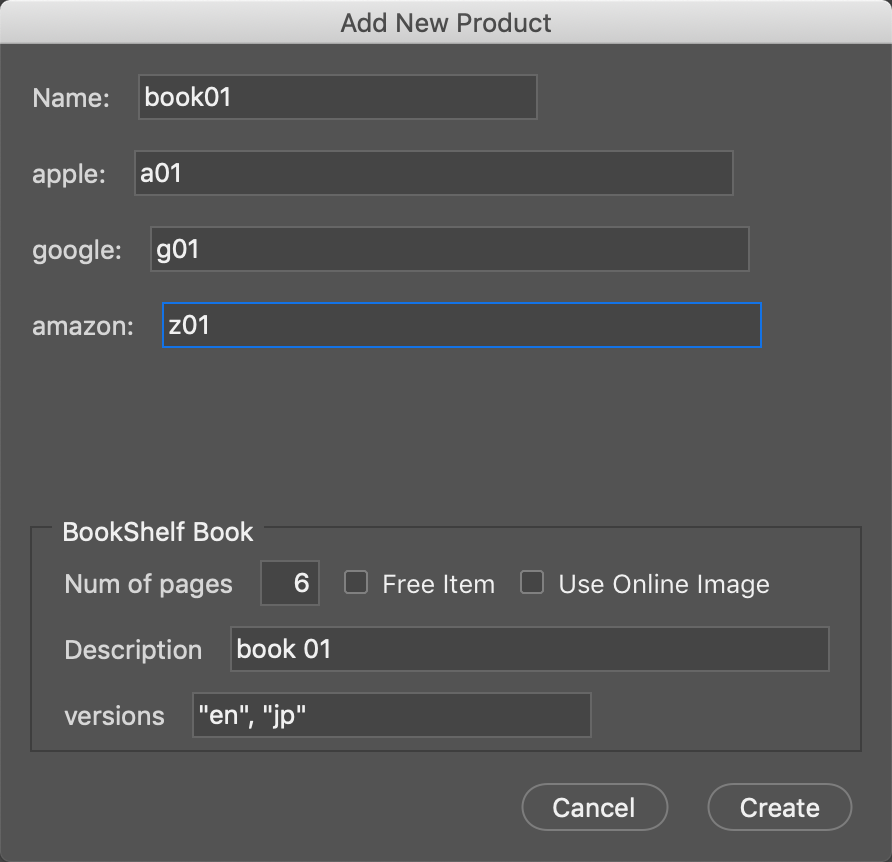 Add New Product
Name: book01
apple: a01
google: g01
amazon: z01
BookShelf Book
Num of pages 6 Free Item Use Online Image
Description book 01
versions "en", "jp"
Cancel Create